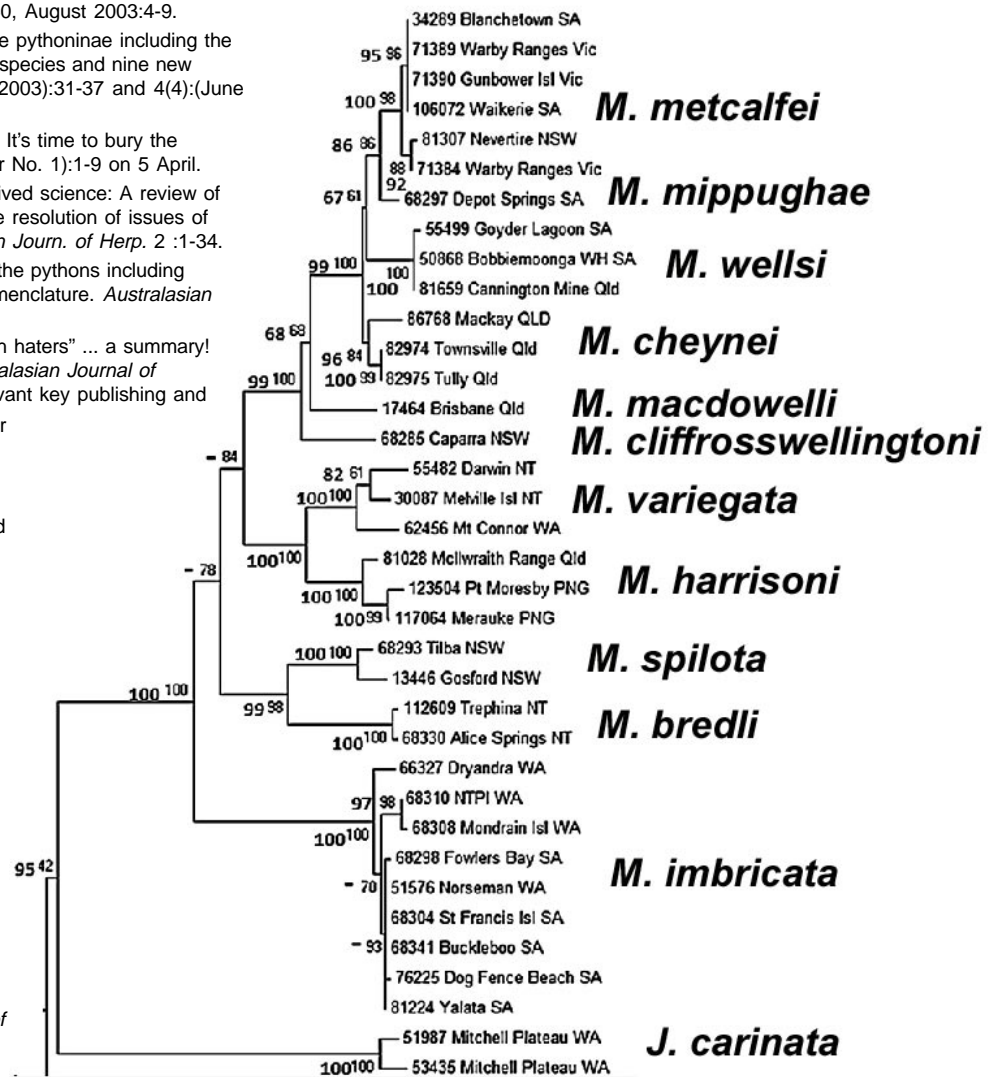 0, August 2003:4-9.
e pythoninae including the
species and nine new
2003):31-37 and 4(4):(June
It's time to bury the
r No. 1):1-9 on 5 April.
ived science: A review of
e resolution of issues of
n Journ. of Herp. 2 :1-34.
the pythons including
nenclature. Australasian
n haters" ... a summary!
alasian Journal of
vant key publishing and
r
d
of
34289 Blanchetown SA
95 86 71389 Warby Ranges Vic
71390 Gunbower Isl Vic
100 98 106072 Waikerie SA
M. metcalfei
86 86 81307 Nevertire NSW
88 71384 Warby Ranges Vic
92
67 61 68297 Depot Springs SA
M. mippughae
55499 Goyder Lagoon SA
99 100 50868 Bobbiemoonga WH SA
M. wellsi
100
100 81659 Cannington Mine Qld
86768 Mackay QLD
68 68 82974 Townsville Qld
M. cheynei
96 84
100 99 82975 Tully Qld
99 100 17464 Brisbane Qld
M. macdowelli
68285 Caparra NSW
M. cliffrosswellingtoni
- 84 82 61 55482 Darwin NT
100 100 30087 Melville Isl NT
M. variegata
62456 Mt Connor WA
100 100 81028 McIlwraith Range Qld
- 78 100 100 123504 Pt Moresby PNG
M. harrisoni
100 99 117064 Merauke PNG
100 100 68293 Tilba NSW
M. spilota
13446 Gosford NSW
100 100 99 98 112609 Trephina NT
100 100 68330 Alice Springs NT
M. bredli
66327 Dryandra WA
97 98 68310 NTPI WA
100 100 68308 Mondrain Isl WA
68298 Fowlers Bay SA
95 42
M. imbricata
- 70 51576 Norseman WA
68304 St Francis Isl SA
- 93 68341 Buckleboo SA
76225 Dog Fence Beach SA
81224 Yalata SA
51987 Mitchell Plateau WA
J. carinata
100 100 53435 Mitchell Plateau WA